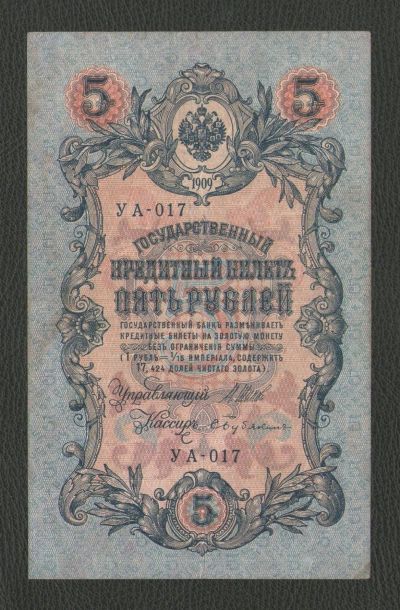 5 5
1909
УА-017
ГОСУДАРСТВЕННЫЙ
КРЕДИТНЫЙ БИЛЕТЪ
ПЯТЬ РУБЛЕЙ
ГОСУДАРСТВЕННЫЙ БАНКЪ РАЗМѢНИВАЕТЪ
КРЕДИТНЫЕ БИЛЕТЫ НА ЗОЛОТУЮ МОНЕТУ
БЕЗЪ ОГРАНИЧЕНІЯ СУММЫ
(1 РУБЛЬ = 1/15 ИМПЕРІАЛА, СОДЕРЖИТЪ
17,424 ДОЛЕЙ ЧИСТАГО ЗОЛОТА)
Управляющій
Кассиръ
УА-017
5